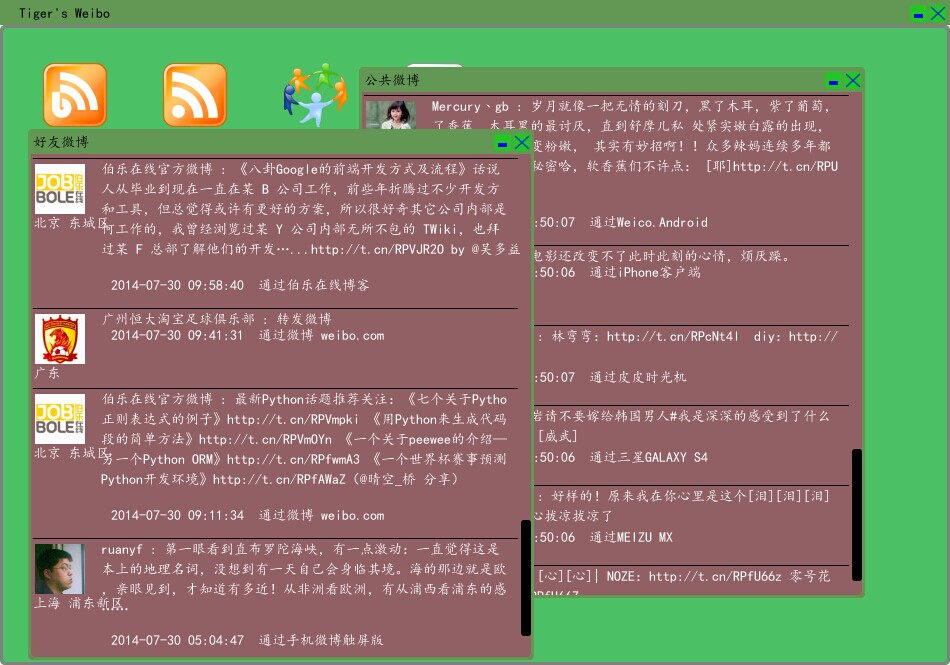 Tiger's Weibo
公共微博
Mercury丶gb : 岁月就像一把无情的刻刀, 黑了木耳, 紫了葡萄,
了香蕉
木耳黑的最讨厌, 直到舒摩儿私 处紧实嫩白露的出现,
变粉嫩, 其实有妙招啊!! 众多辣妈连续多年都
秘密哈, 软香蕉们不许点: [耶]http://t.cn/RPU
:50:07 通过Weico.Android
电影还改变不了此时此刻的心情, 烦厌躁。
:50:06 通过iPhone客户端
: 林弯弯: http://t.cn/RPcNt4l diy: http://
:50:07 通过皮皮时光机
岩请不要嫁给韩国男人#我是深深的感受到了什么
[威武]
:50:06 通过三星GALAXY S4
: 好样的! 原来我在你心里是这个[泪][泪][泪]
心拔凉拔凉了
:50:06 通过MEIZU MX
[心][心]| NOZE: http://t.cn/RPfU66z 零号花
好友微博
伯乐在线官方微博 : 《八卦Google的前端开发方式及流程》话说
人从毕业到现在一直在某 B 公司工作, 前些年折腾过不少开发方
和工具, 但总觉得或许有更好的方案, 所以很好奇其它公司内部是
何工作的, 我曾经浏览过某 Y 公司内部无所不包的 TWiki, 也拜
过某 F 总部了解他们的开发…...http://t.cn/RPVJR2O by @吴多益
JOB
BOLE在线
北京 东城区
2014-07-30 09:58:40 通过伯乐在线博客
广州恒大淘宝足球俱乐部 : 转发微博
2014-07-30 09:41:31 通过微博 weibo.com
广东
伯乐在线官方微博 : 最新Python话题推荐关注: 《七个关于Pytho
正则表达式的例子》http://t.cn/RPVmpki 《用Python来生成代码
段的简单方法》http://t.cn/RPVmOYn 《一个关于peewee的介绍—
另一个Python ORM》http://t.cn/RPfwmA3 《一个世界杯赛事预测
Python开发环境》http://t.cn/RPfAWaZ (@晴空_桥 分享)
JOB
BOLE在线
北京 东城区
2014-07-30 09:11:34 通过微博 weibo.com
ruanyf : 第一眼看到直布罗陀海峡, 有一点激动: 一直觉得这是
本上的地理名词, 没想到有一天自己会身临其境。海的那边就是欧
, 亲眼见到, 才知道有多近! 从非洲看欧洲, 有从浦西看浦东的感
……
上海 浦东新区
2014-07-30 05:04:47 通过手机微博触屏版